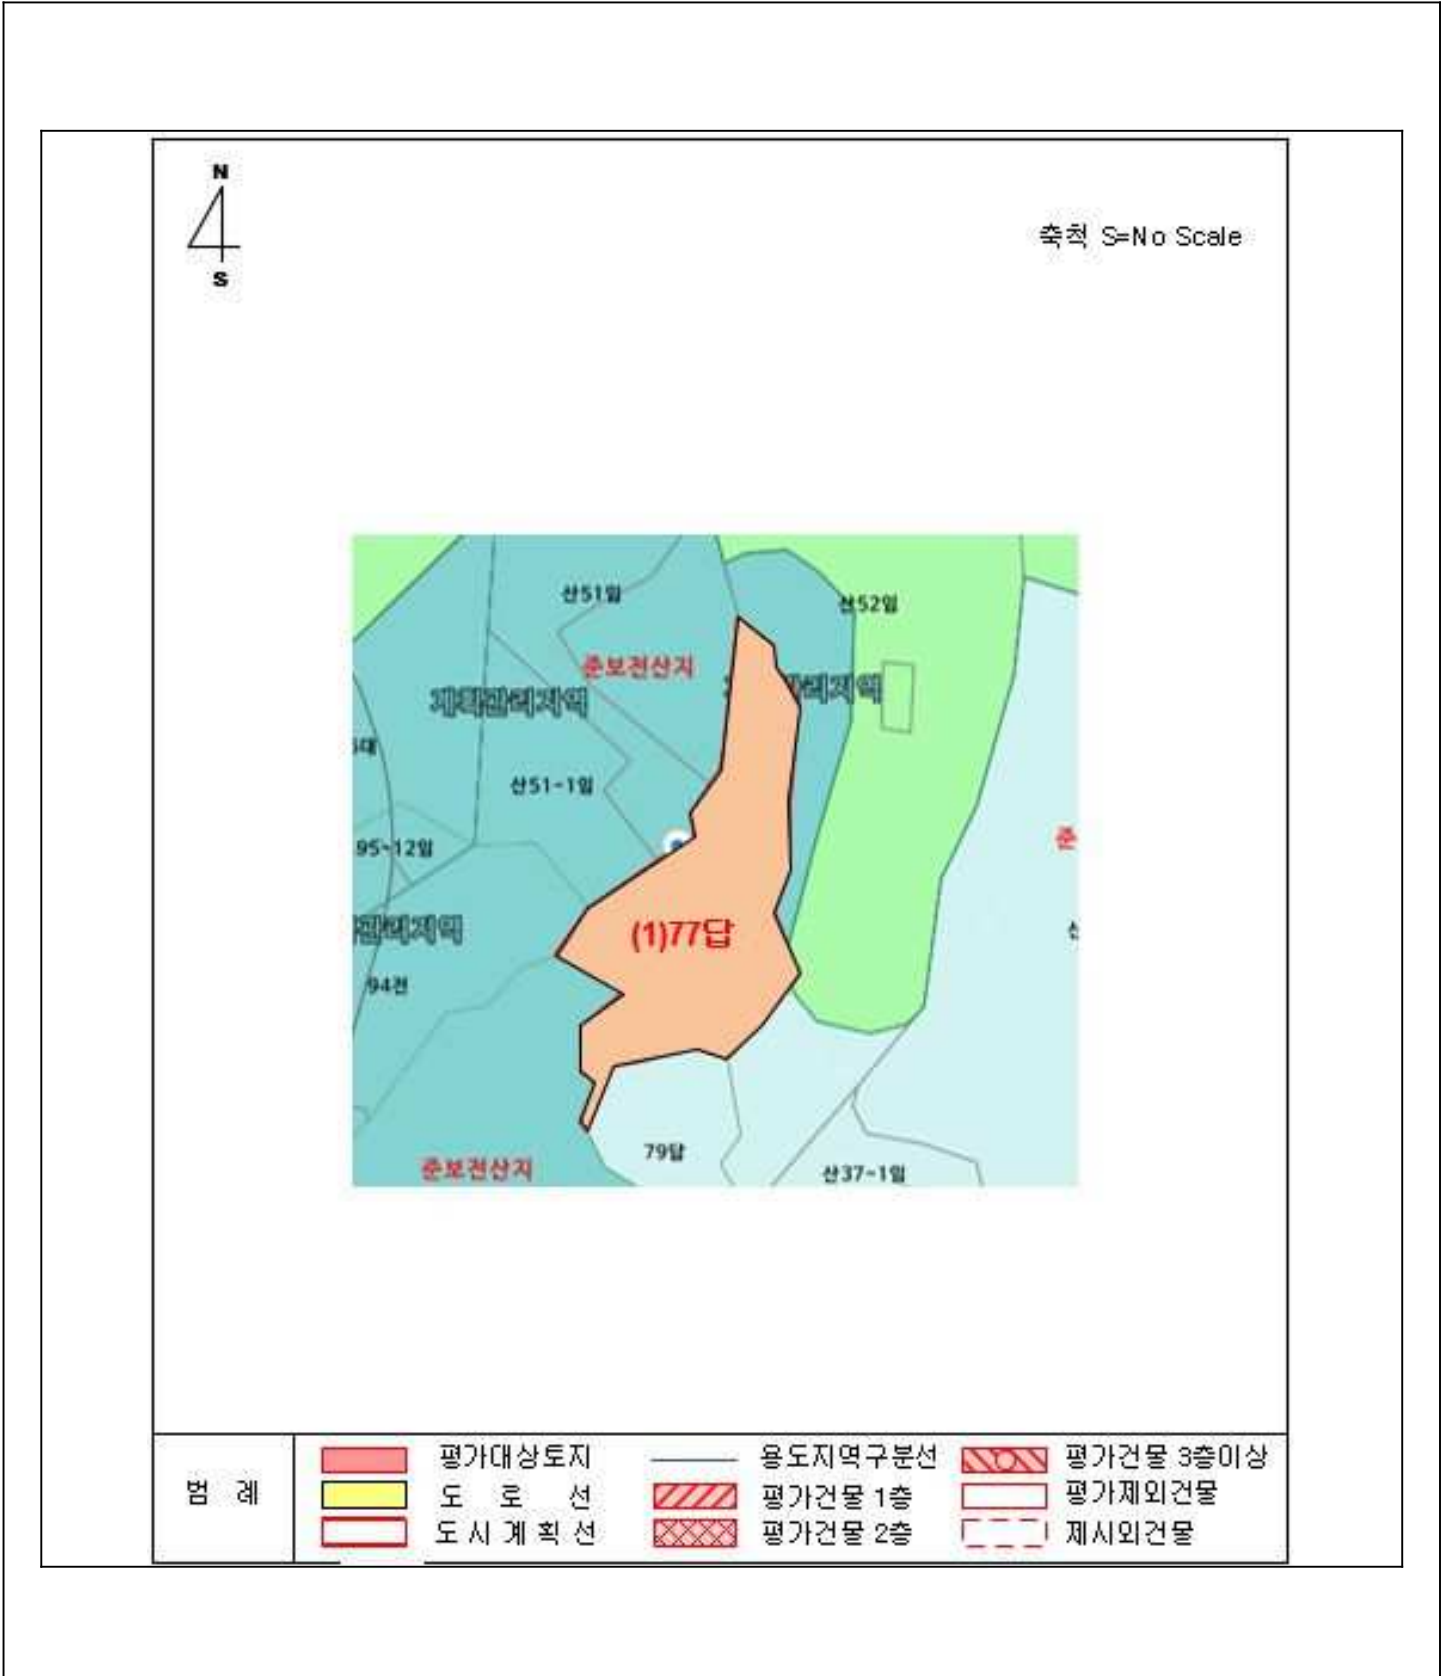 N
S
축척 S=No Scale
산51임
산52임
준보전산지
계획관리지역
관리지역
대
산51-1임
95-12임
준
관리지역
(1)77답
94전
79답
준보전산지
산37-1임
범 례
평가대상토지
용도지역구분선
평가건물 3층이상
도 로 선
평가건물 1층
평가제외건물
도시계획선
평가건물 2층
제시외건물